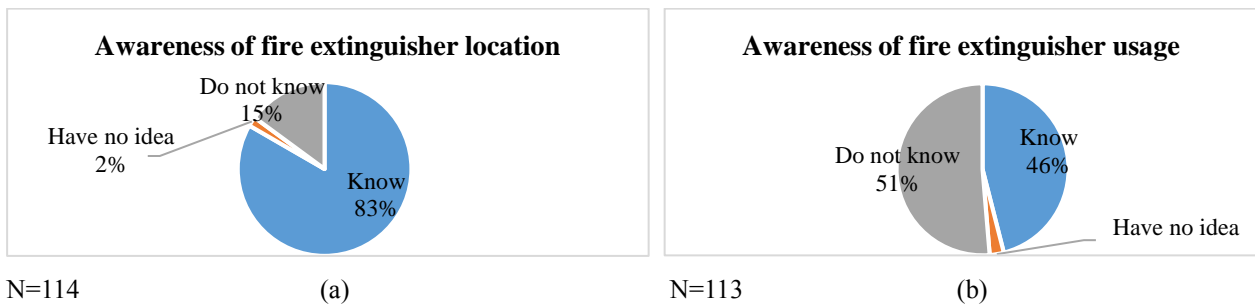 Awareness of fire extinguisher location
Do not know
15%
Have no idea
2%
Know
83%
N=114
(a)
Awareness of fire extinguisher usage
Know
46%
Do not know
51%
Have no idea
N=113
(b)